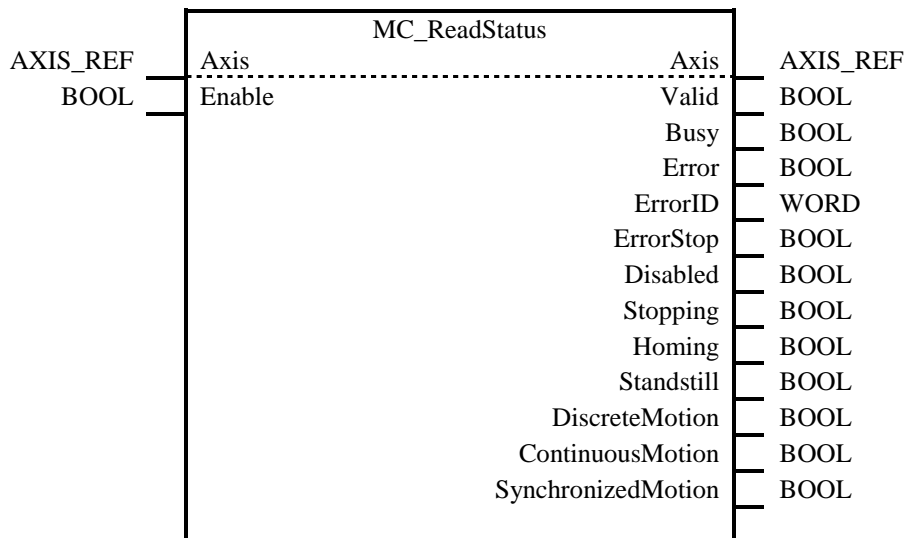 MC_ReadStatus
AXIS_REF Axis Axis AXIS_REF
BOOL Enable Valid BOOL
Busy BOOL
Error BOOL
ErrorID WORD
ErrorStop BOOL
Disabled BOOL
Stopping BOOL
Homing BOOL
Standstill BOOL
DiscreteMotion BOOL
ContinuousMotion BOOL
SynchronizedMotion BOOL